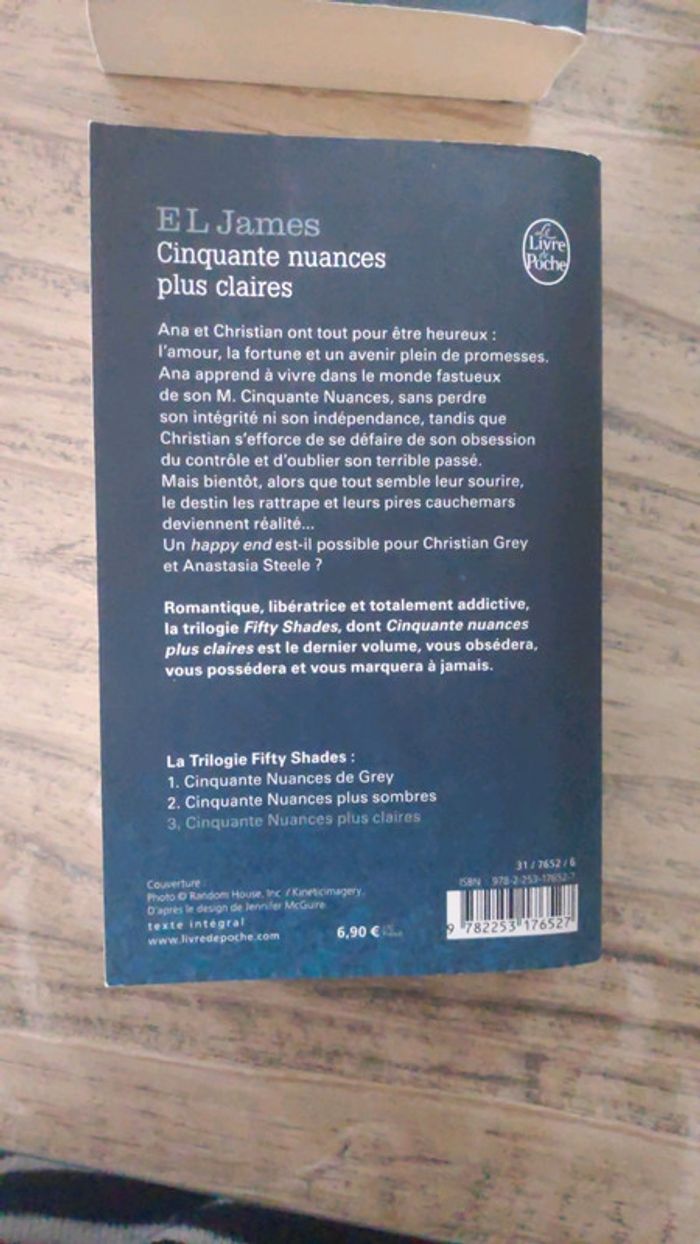 EL James
Cinquante nuances
plus claires
Le
Livre
de
Poche
Ana et Christian ont tout pour être heureux :
l'amour, la fortune et un avenir plein de promesses.
Ana apprend à vivre dans le monde fastueux
de son M. Cinquante Nuances, sans perdre
son intégrité ni son indépendance, tandis que
Christian s'efforce de se défaire de son obsession
du contrôle et d'oublier son terrible passé.
Mais bientôt, alors que tout semble leur sourire,
le destin les rattrape et leurs pires cauchemars
deviennent réalité...
Un happy end est-il possible pour Christian Grey
et Anastasia Steele ?
Romantique, libératrice et totalement addictive,
la trilogie Fifty Shades, dont Cinquante nuances
plus claires est le dernier volume, vous obsédera,
vous possédera et vous marquera à jamais.
La Trilogie Fifty Shades :
1. Cinquante Nuances de Grey
2. Cinquante Nuances plus sombres
3. Cinquante Nuances plus claires
Couverture :
Photo © Random House, Inc. / Kineticimagery.
D'après le design de Jennifer McGuire.
texte intégral
www.livredepoche.com
6,90 €
31 / 7652 / 6
ISBN : 978-2-253-17652-7
9 782253 176527